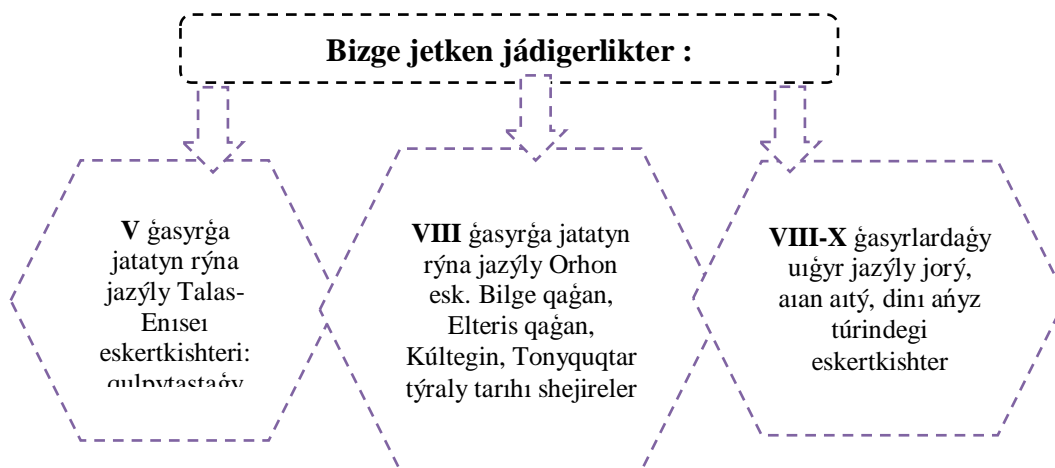 Bizge jetken jádigerlikter :
V ǵasyrǵa
jatatyn rýna
jazýly Talas-
Enıseı
eskertkishteri:
qulpytastaǵy
VIII ǵasyrǵa jatatyn
rýna jazýly Orhon
esk. Bilge qaǵan,
Elteris qaǵan,
Kúltegin, Tonyquqtar
týraly tarıhı shejireler
VIII-X ǵasyrlardaǵy
uıǵyr jazýly jorý,
aıan aıtý, dinı ańyz
túrindegi
eskertkishter